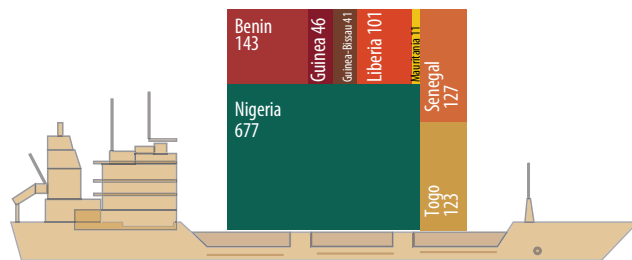 Benin
143
Guinea 46
Guinea-Bissau 41
Liberia 101
Mauritania 11
Senegal
127
Nigeria
677
Togo
123